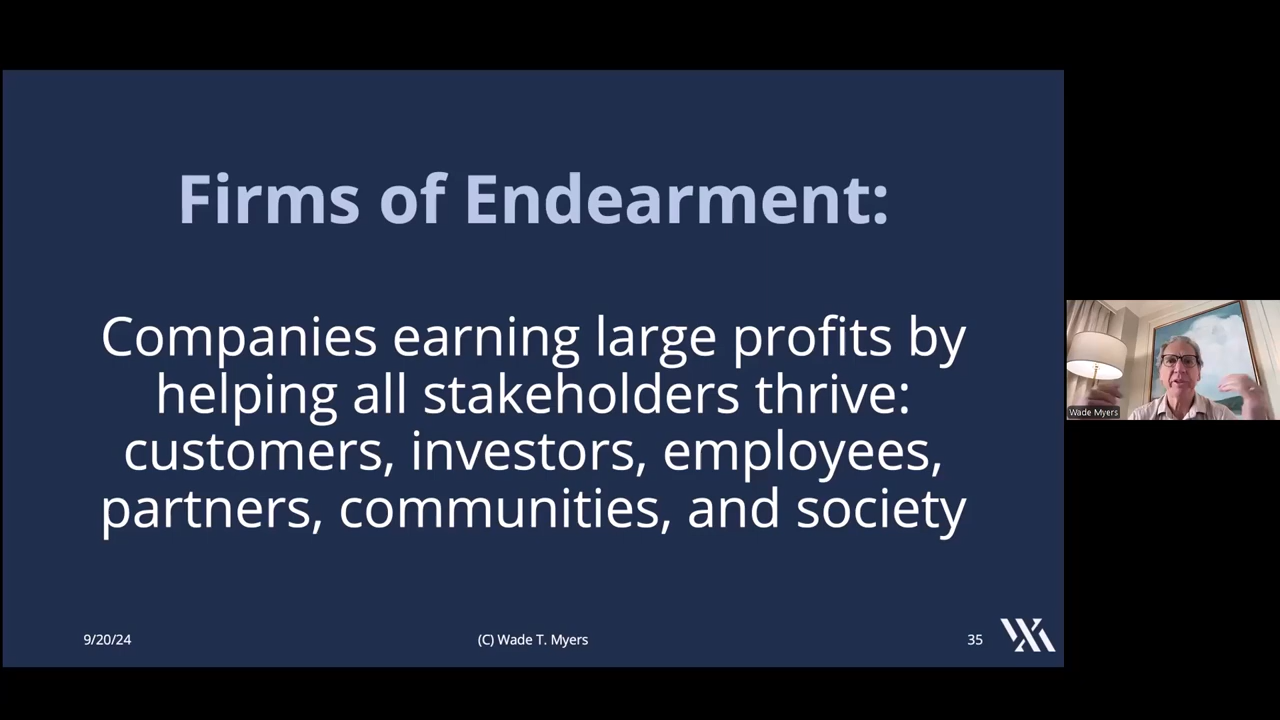 Firms of Endearment:
Companies earning large profits by
helping all stakeholders thrive:
customers, investors, employees,
partners, communities, and society
9/20/24
(C) Wade T. Myers
35
Wade Myers